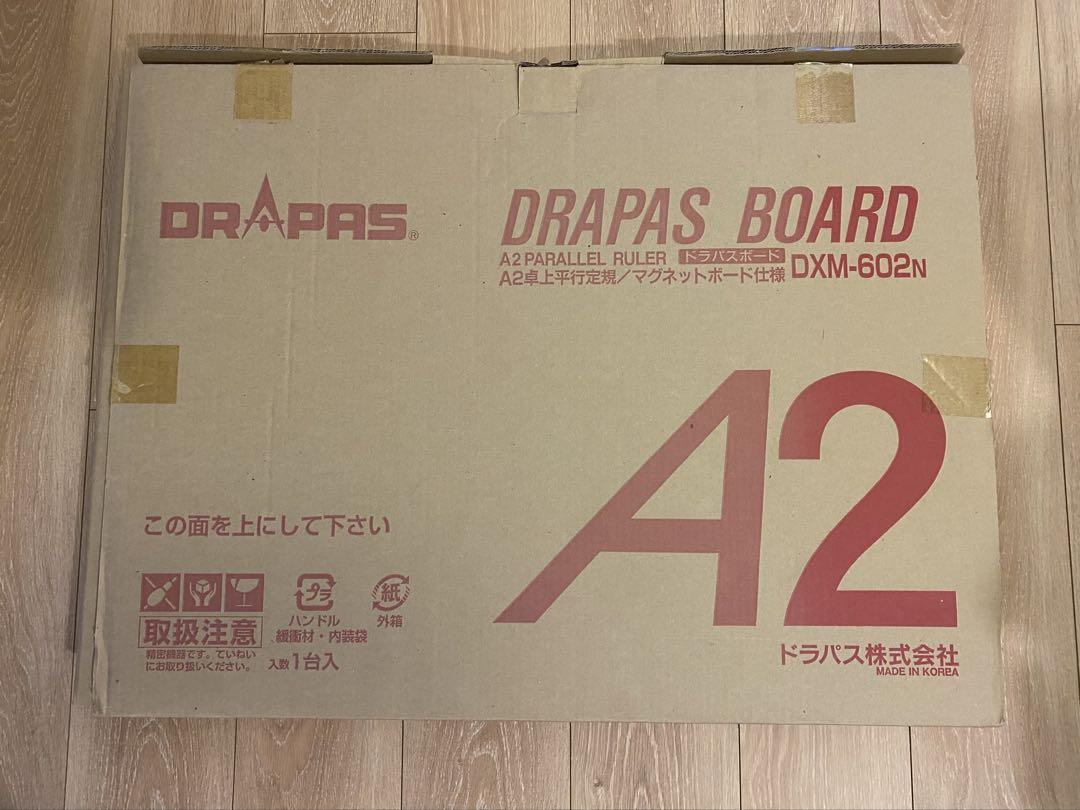 DRAPAS®
DRAPAS BOARD
A2 PARALLEL RULER ドラパスボード DXM-602N
A2卓上平行定規/マグネットボード仕様
A2
この面を上にして下さい
取扱注意
精密機器です。ていねい
にお取り扱いください。
プラ
ハンドル
緩衝材・内装袋
紙
外箱
入数1台入
ドラパス株式会社
MADE IN KOREA